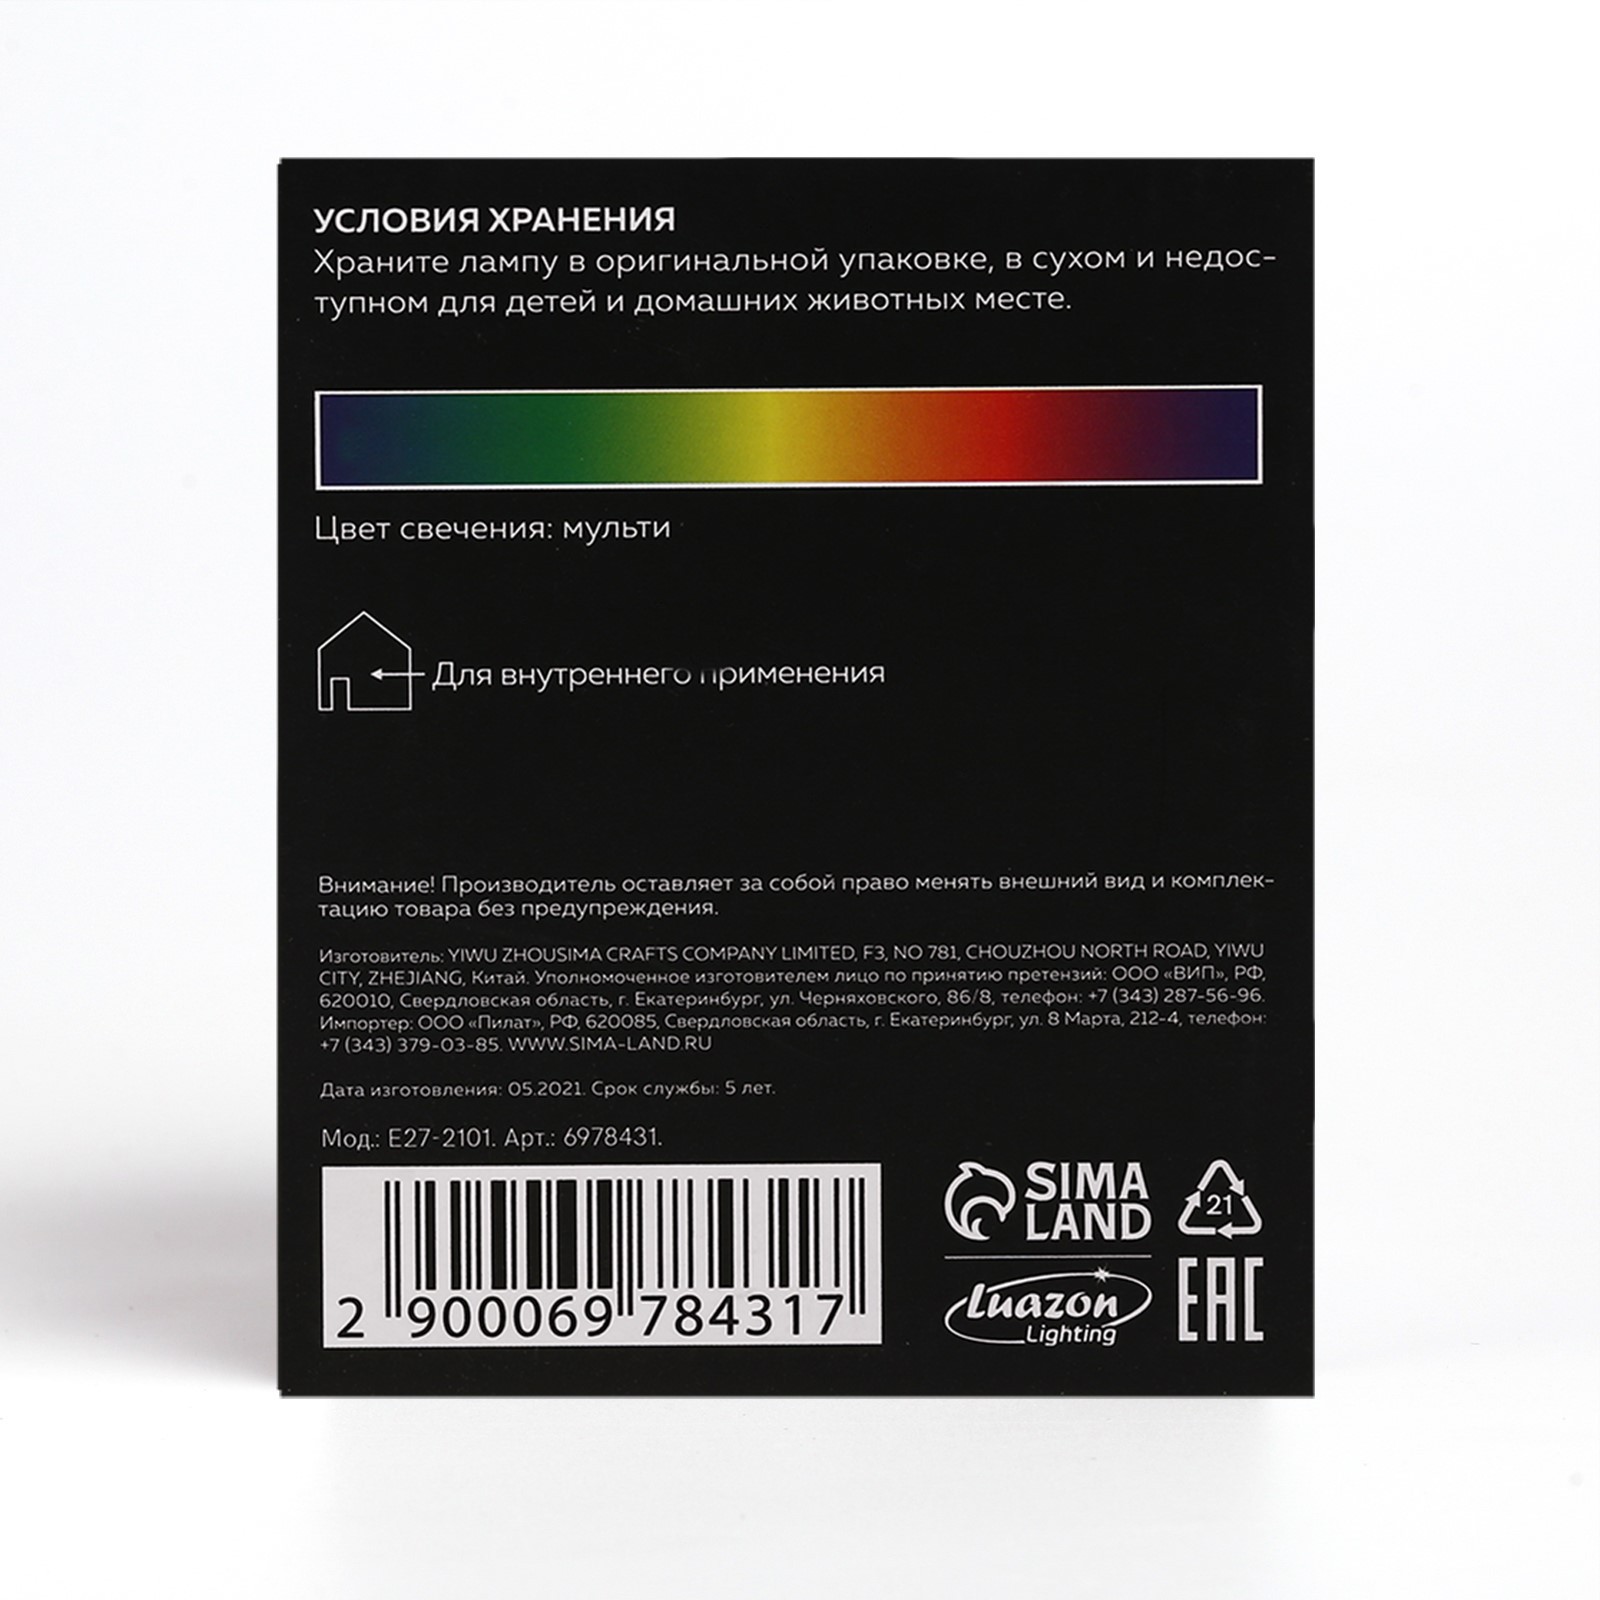 УСЛОВИЯ ХРАНЕНИЯ
Храните лампу в оригинальной упаковке, в сухом и недос-
тупном для детей и домашних животных месте.
Цвет свечения: мульти
Для внутреннего применения
Внимание! Производитель оставляет за собой право менять внешний вид и комплек-
тацию товара без предупреждения.
Изготовитель: YIWU ZHOUSIMA CRAFTS COMPANY LIMITED, F3, NO 781, CHOUZHOU NORTH ROAD, YIWU
CITY, ZHEJIANG, Китай. Уполномоченное изготовителем лицо по принятию претензий: ООО «ВИП», РФ,
620010, Свердловская область, г. Екатеринбург, ул. Черняховского, 86/8, телефон: +7 (343) 287-56-96.
Импортер: ООО «Пилат», РФ, 620085, Свердловская область, г. Екатеринбург, ул. 8 Марта, 212-4, телефон:
+7 (343) 379-03-85. WWW.SIMA-LAND.RU
Дата изготовления: 05.2021. Срок службы: 5 лет.
Мод.: E27-2101. Арт.: 6978431.
2 900069 784317
SIMA
LAND
21
Luazon
Lighting
EAC